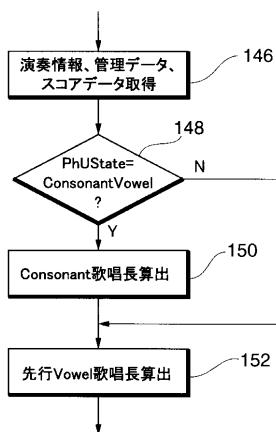 演奏情報、管理データ、
スコアデータ取得
146
148
PhUState=
ConsonantVowel
?
N
Y
Consonant歌唱長算出
150
先行Vowel歌唱長算出
152